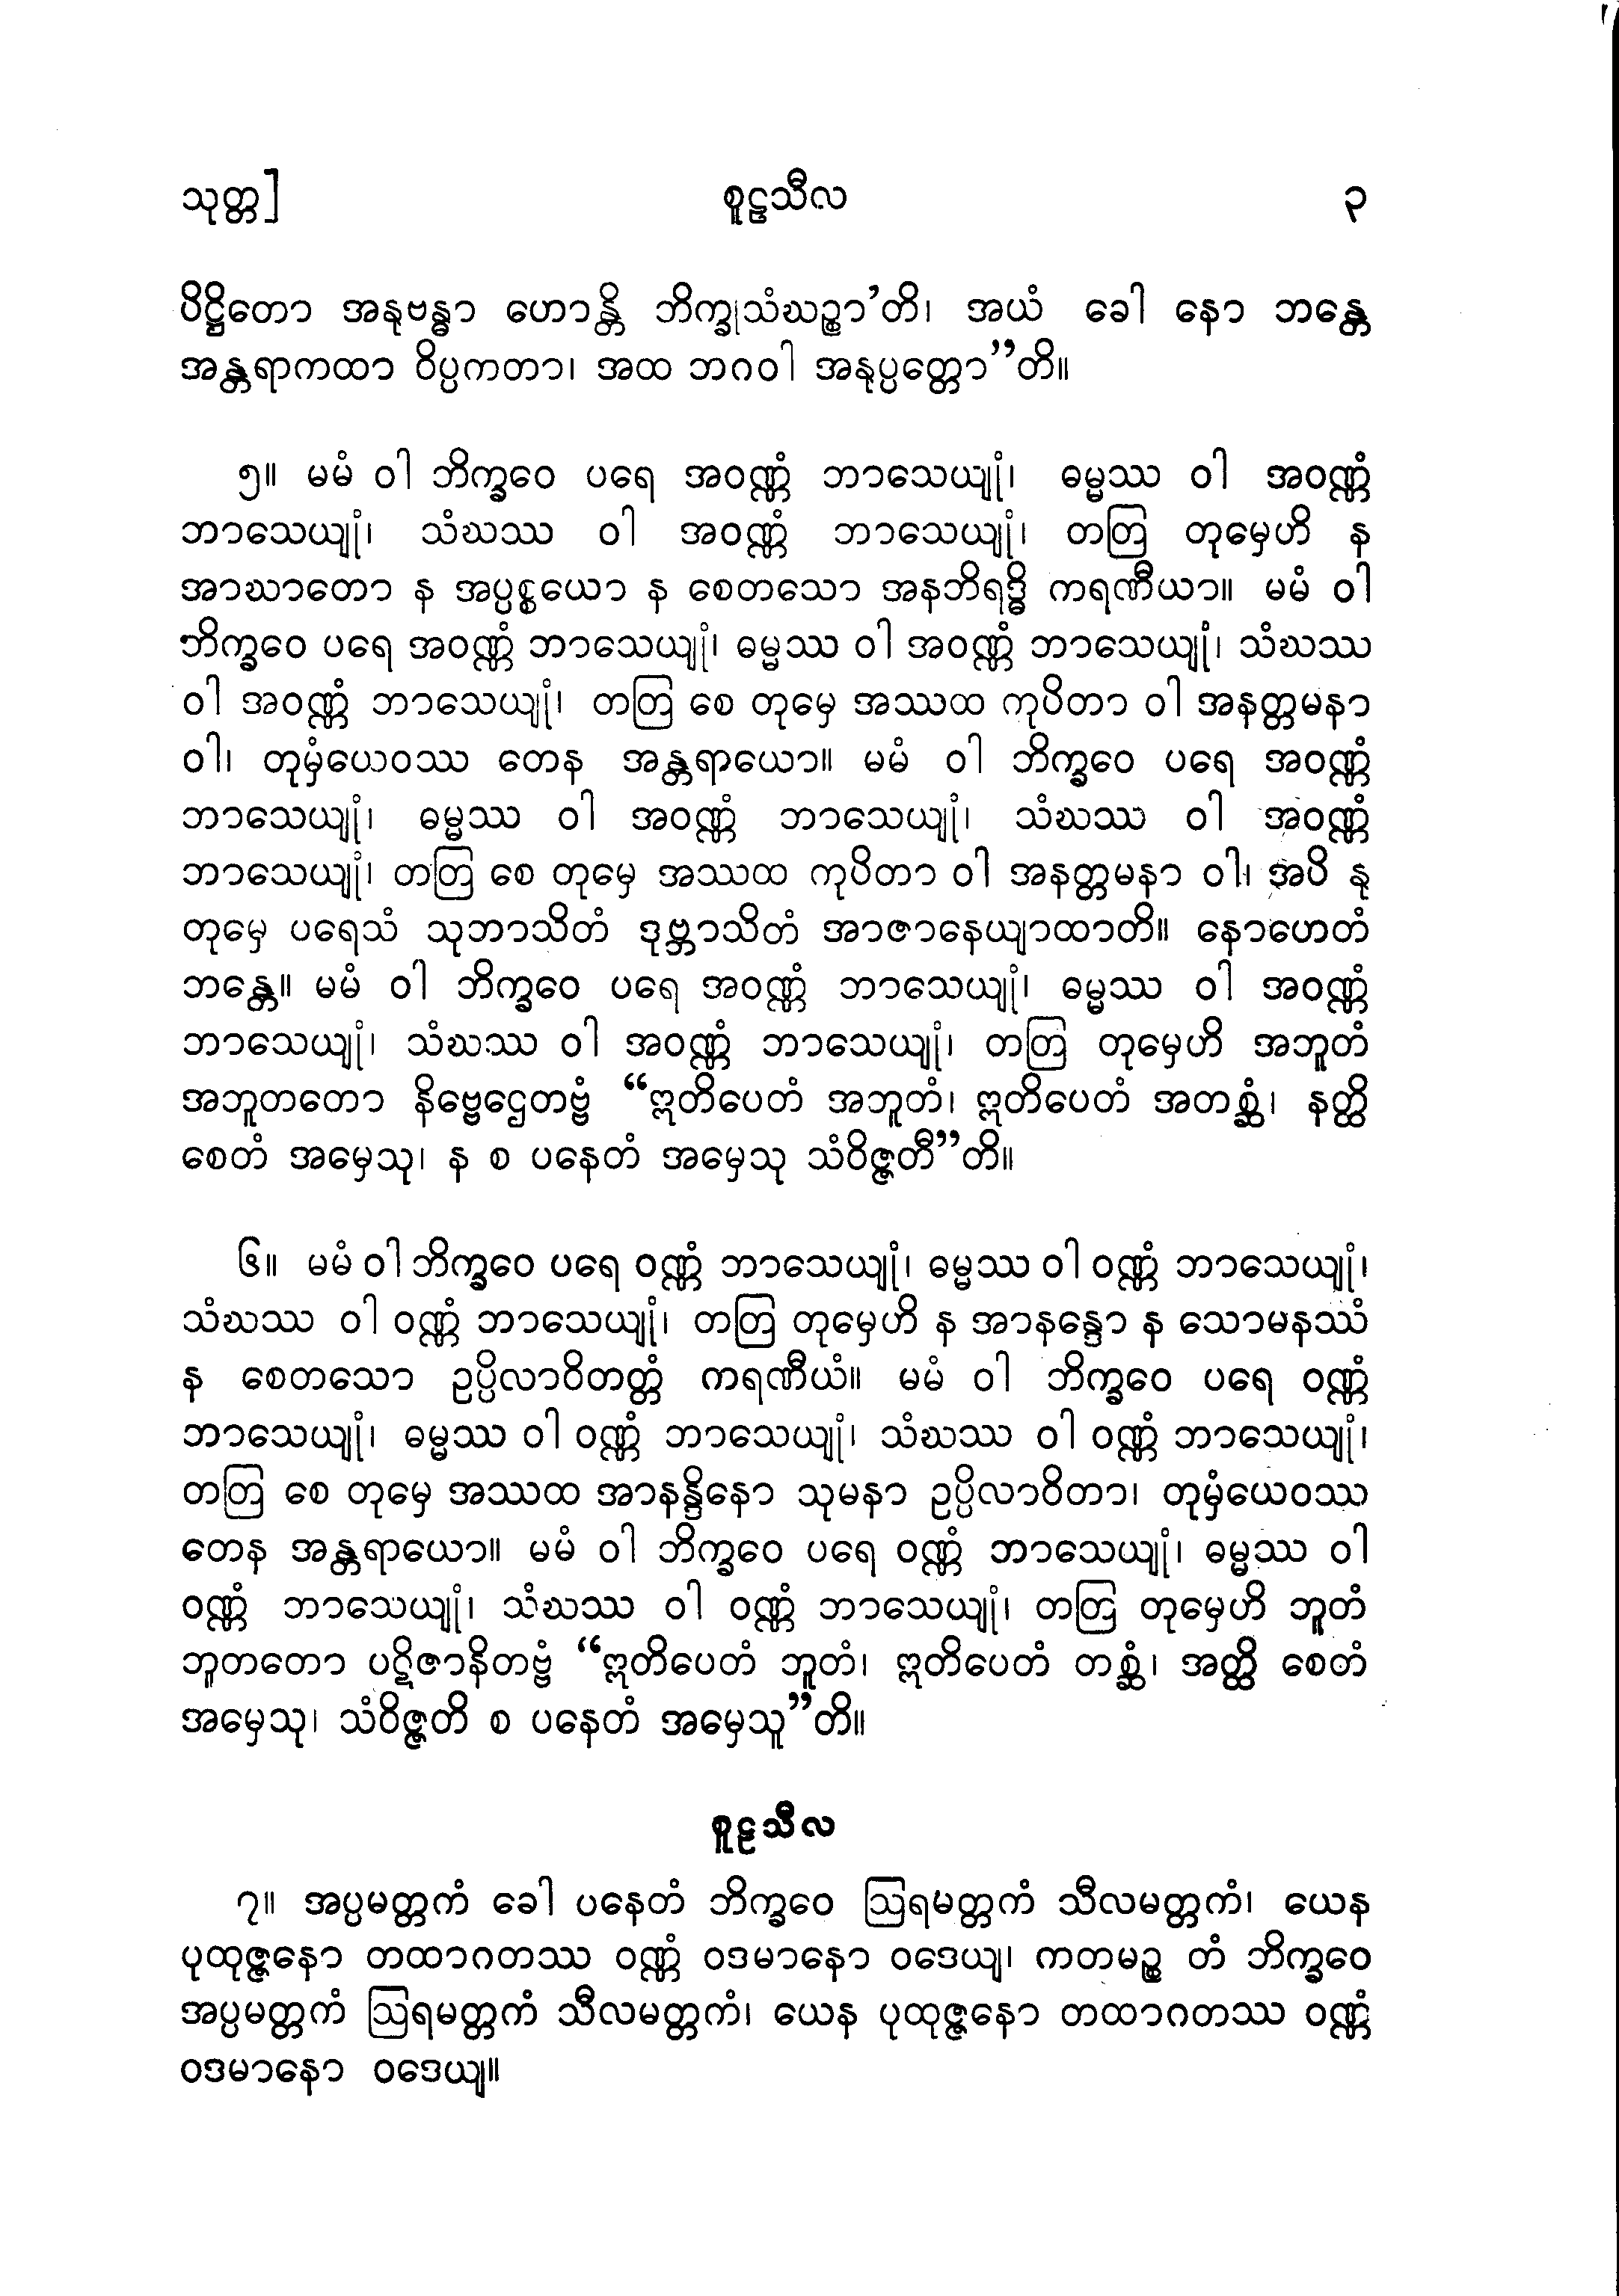 သုတ္တ]
စူဠသီလ
၃
ပိဋ္ဌိတော အနုဗန္ဓာ ဟောန္တိ ဘိက္ခုသံဃဉ္စာ’တိ၊ အယံ ခေါ နော ဘန္တေ
အန္တရာကထာ ဝိပ္ပကတာ၊ အထ ဘဂဝါ အနုပ္ပတ္တော”တိ။
၅။ မမံ ဝါ ဘိက္ခဝေ ပရေ အဝဏ္ဏံ ဘာသေယျုံ၊ ဓမ္မဿ ဝါ အဝဏ္ဏံ
ဘာသေယျုံ၊ သံဃဿ ဝါ အဝဏ္ဏံ ဘာသေယျုံ၊ တတြ တုမှေဟိ န
အာဃာတော န အပ္ပစ္စယော န စေတသော အနဘိရဒ္ဓိ ကရဏီယာ။ မမံ ဝါ
ဘိက္ခဝေ ပရေ အဝဏ္ဏံ ဘာသေယျုံ၊ ဓမ္မဿ ဝါ အဝဏ္ဏံ ဘာသေယျုံ၊ သံဃဿ
ဝါ အဝဏ္ဏံ ဘာသေယျုံ၊ တတြ စေ တုမှေ အဿထ ကုပိတာ ဝါ အနတ္တမနာ
ဝါ၊ တုမှံယေဝဿ တေန အန္တရာယော။ မမံ ဝါ ဘိက္ခဝေ ပရေ အဝဏ္ဏံ
ဘာသေယျုံ၊ ဓမ္မဿ ဝါ အဝဏ္ဏံ ဘာသေယျုံ၊ သံဃဿ ဝါ အဝဏ္ဏံ
ဘာသေယျုံ၊ တတြ စေ တုမှေ အဿထ ကုပိတာ ဝါ အနတ္တမနာ ဝါ၊ အပိ နု
တုမှေ ပရေသံ သုဘာသိတံ ဒုဗ္ဘာသိတံ အာဇာနေယျာထာတိ။ နောဟေတံ
ဘန္တေ။ မမံ ဝါ ဘိက္ခဝေ ပရေ အဝဏ္ဏံ ဘာသေယျုံ၊ ဓမ္မဿ ဝါ အဝဏ္ဏံ
ဘာသေယျုံ၊ သံဃဿ ဝါ အဝဏ္ဏံ ဘာသေယျုံ၊ တတြ တုမှေဟိ အဘူတံ
အဘူတတော နိဗ္ဗေဌေတဗ္ဗံ “ဣတိပေတံ အဘူတံ၊ ဣတိပေတံ အတစ္ဆံ၊ နတ္ထိ
စေတံ အမှေသု၊ န စ ပနေတံ အမှေသု သံဝိဇ္ဇတီ”တိ။
၆။ မမံ ဝါ ဘိက္ခဝေ ပရေ ဝဏ္ဏံ ဘာသေယျုံ၊ ဓမ္မဿ ဝါ ဝဏ္ဏံ ဘာသေယျုံ၊
သံဃဿ ဝါ ဝဏ္ဏံ ဘာသေယျုံ၊ တတြ တုမှေဟိ န အာနန္ဒော န သောမနဿံ
န စေတသော ဥပ္ပိလာဝိတတ္တံ ကရဏီယံ။ မမံ ဝါ ဘိက္ခဝေ ပရေ ဝဏ္ဏံ
ဘာသေယျုံ၊ ဓမ္မဿ ဝါ ဝဏ္ဏံ ဘာသေယျုံ၊ သံဃဿ ဝါ ဝဏ္ဏံ ဘာသေယျုံ၊
တတြ စေ တုမှေ အဿထ အာနန္ဒိနော သုမနာ ဥပ္ပိလာဝိတာ၊ တုမှံယေဝဿ
တေန အန္တရာယော။ မမံ ဝါ ဘိက္ခဝေ ပရေ ဝဏ္ဏံ ဘာသေယျုံ၊ ဓမ္မဿ ဝါ
ဝဏ္ဏံ ဘာသေယျုံ၊ သံဃဿ ဝါ ဝဏ္ဏံ ဘာသေယျုံ၊ တတြ တုမှေဟိ ဘူတံ
ဘူတတော ပဋိဇာနိတဗ္ဗံ “ဣတိပေတံ ဘူတံ၊ ဣတိပေတံ တစ္ဆံ၊ အတ္ထိ စေတံ
အမှေသု၊ သံဝိဇ္ဇတိ စ ပနေတံ အမှေသူ”တိ။
စူဠသီလ
၇။ အပ္ပမတ္တကံ ခေါ ပနေတံ ဘိက္ခဝေ ဩရမတ္တကံ သီလမတ္တကံ၊ ယေန
ပုထုဇ္ဇနော တထာဂတဿ ဝဏ္ဏံ ဝဒမာနော ဝဒေယျ၊ ကတမဉ္စ တံ ဘိက္ခဝေ
အပ္ပမတ္တကံ ဩရမတ္တကံ သီလမတ္တကံ၊ ယေန ပုထုဇ္ဇနော တထာဂတဿ ဝဏ္ဏံ
ဝဒမာနော ဝဒေယျ။